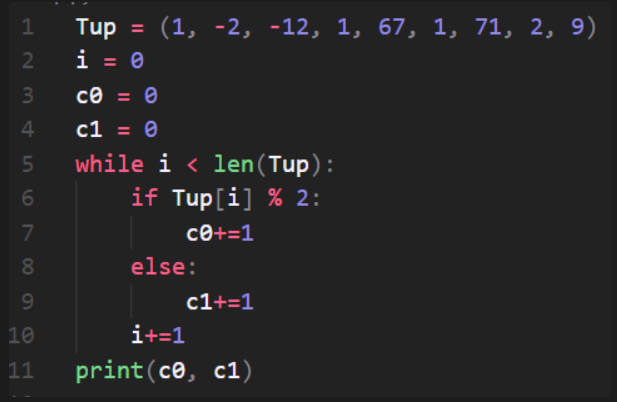 1 Tup = (1, -2, -12, 1, 67, 1, 71, 2, 9)
2 i = 0
3 c0 = 0
4 c1 = 0
5 while i < len(Tup):
6     if Tup[i] % 2:
7         c0+=1
8     else:
9         c1+=1
10     i+=1
11 print(c0, c1)